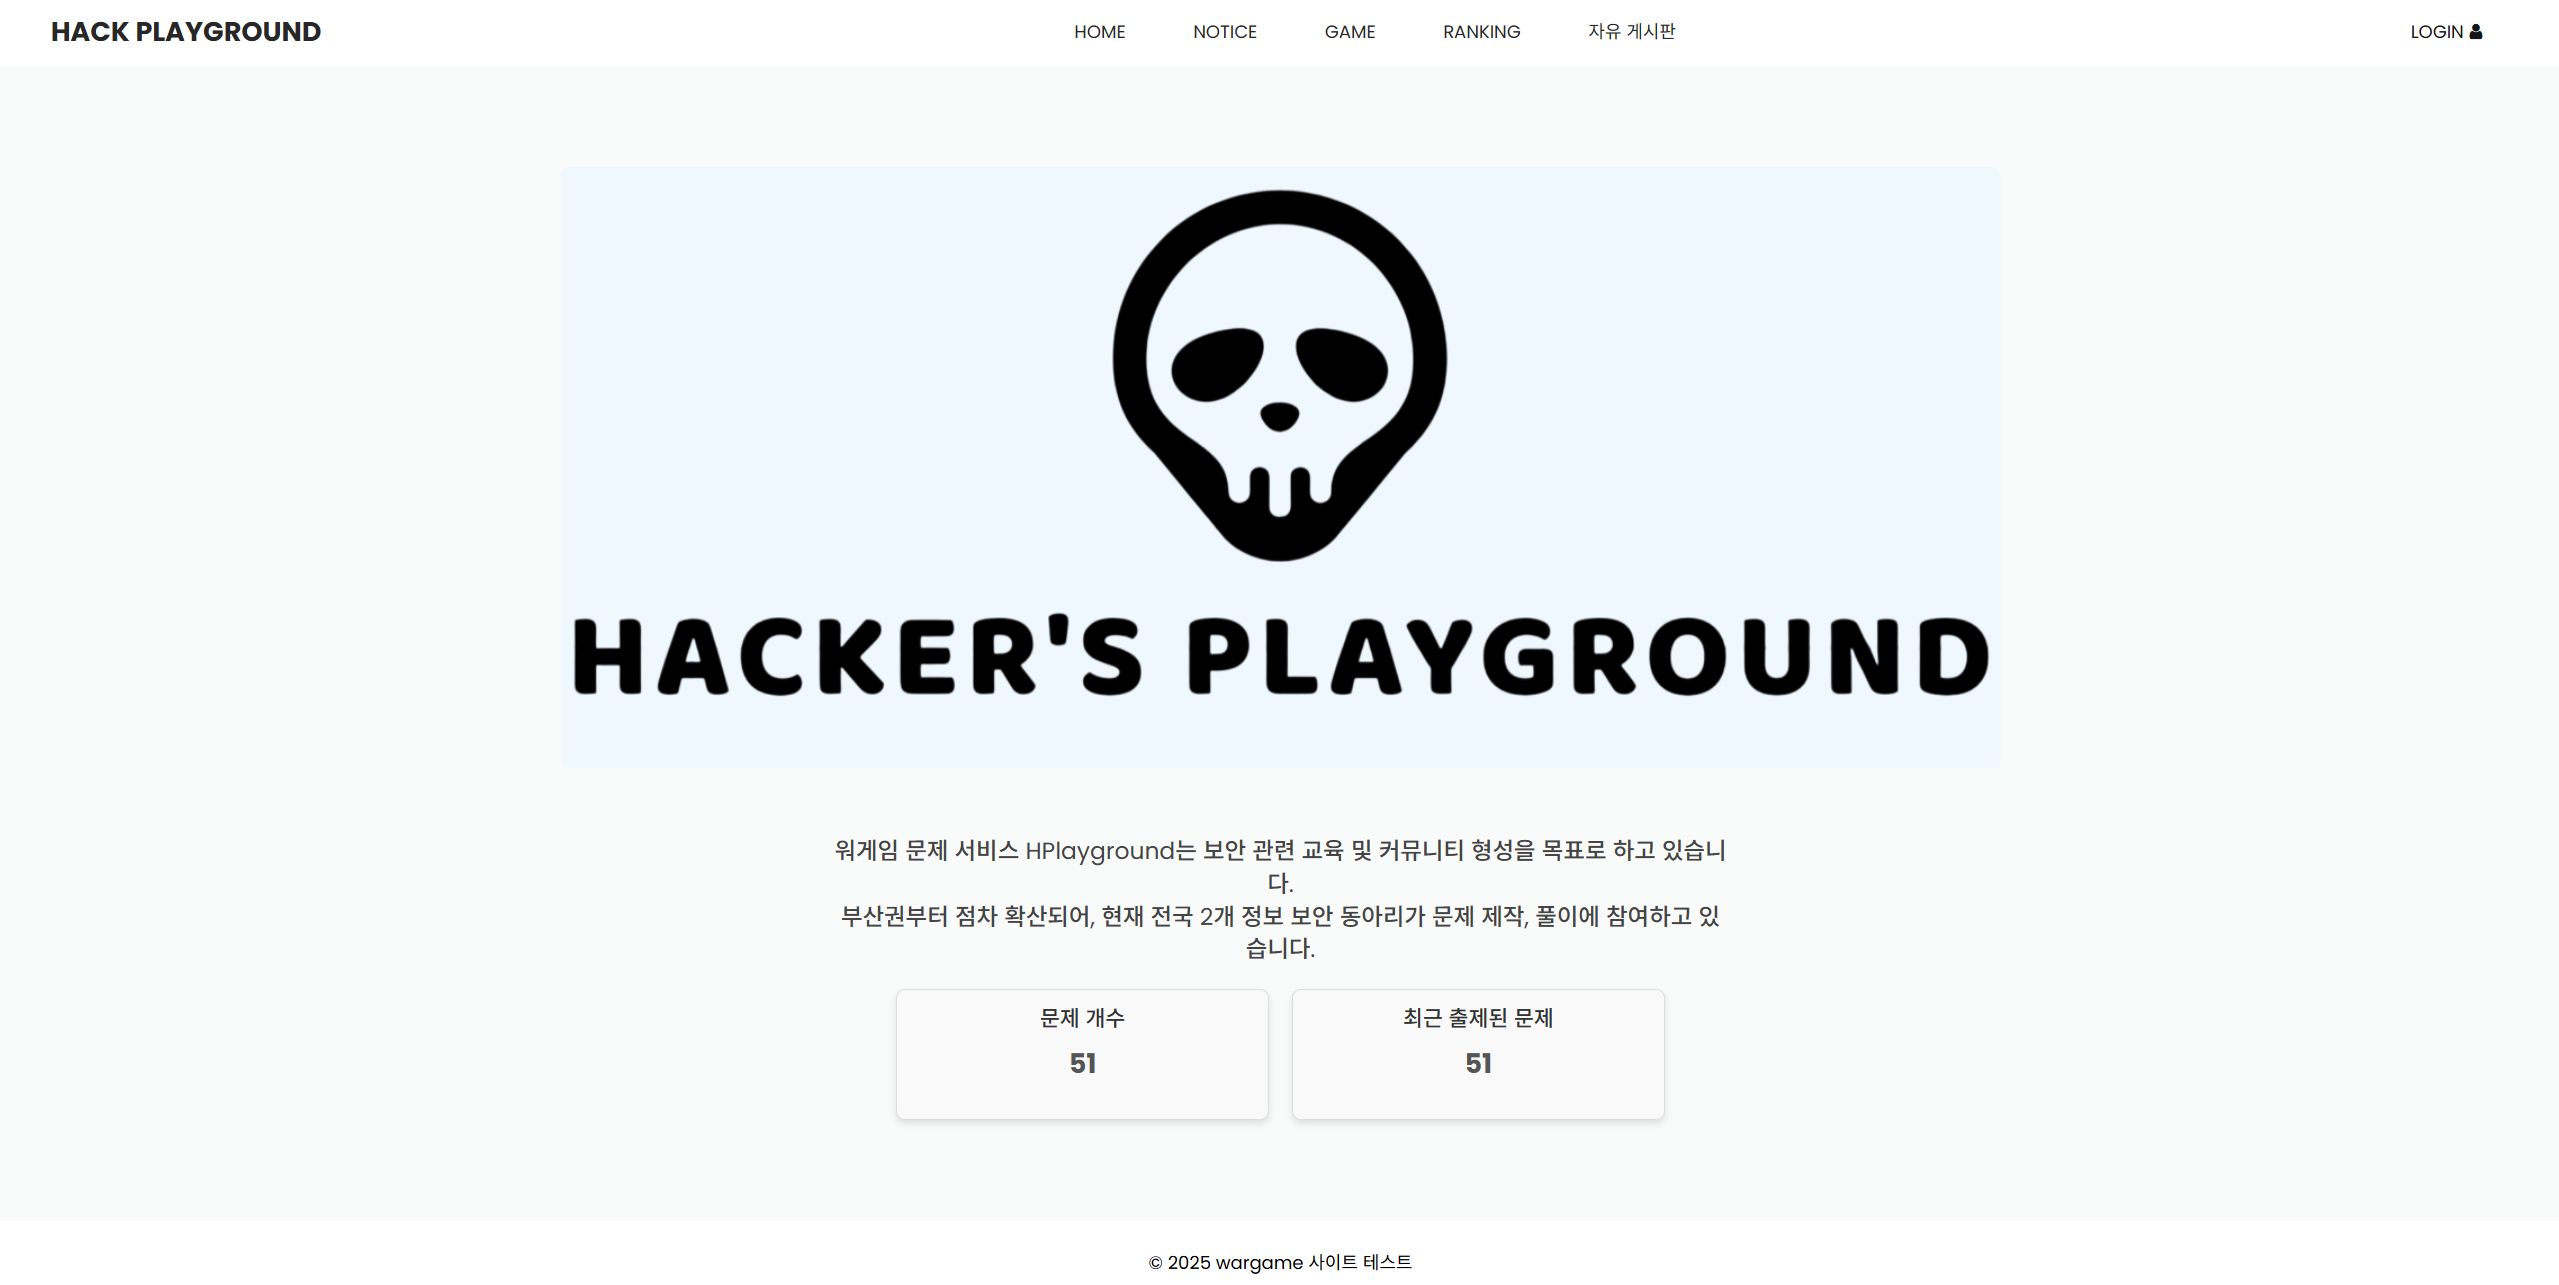 HACK PLAYGROUND
HOME NOTICE GAME RANKING 자유 게시판
LOGIN
HACKER'S PLAYGROUND
워게임 문제 서비스 HPlayground는 보안 관련 교육 및 커뮤니티 형성을 목표로 하고 있습니
다.
부산권부터 점차 확산되어, 현재 전국 2개 정보 보안 동아리가 문제 제작, 풀이에 참여하고 있
습니다.
문제 개수
51
최근 출제된 문제
51
© 2025 wargame 사이트 테스트